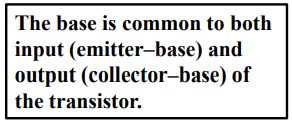 The base is common to both
input (emitter–base) and
output (collector–base) of
the transistor.